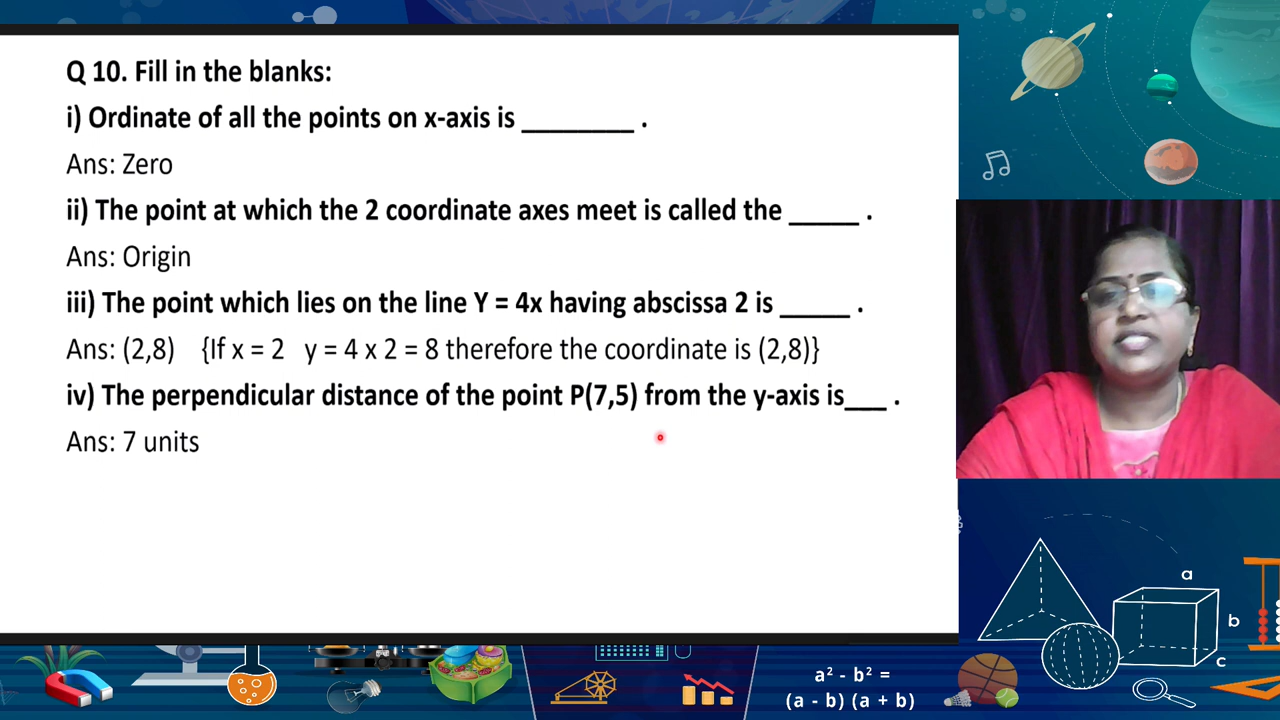 Q 10. Fill in the blanks:
i) Ordinate of all the points on x-axis is ________ .
Ans: Zero
ii) The point at which the 2 coordinate axes meet is called the _____ .
Ans: Origin
iii) The point which lies on the line Y = 4x having abscissa 2 is _____ .
Ans: (2,8) {If x = 2 y = 4 x 2 = 8 therefore the coordinate is (2,8)}
iv) The perpendicular distance of the point P(7,5) from the y-axis is___ .
Ans: 7 units
a
b
c
a² - b² =
(a - b) (a + b)